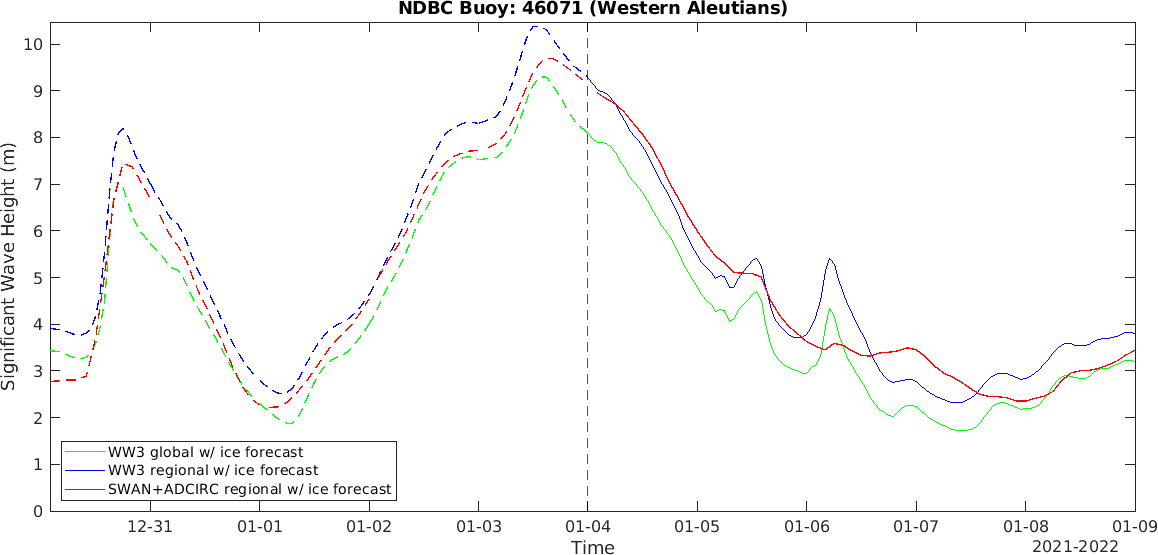 NDBC Buoy: 46071 (Western Aleutians)
10
9
8
7
6
5
4
3
2
1
0
Significant Wave Height (m)
WW3 global w/ ice forecast
WW3 regional w/ ice forecast
SWAN+ADCIRC regional w/ ice forecast
12-31 01-01 01-02 01-03 01-04 01-05 01-06 01-07 01-08 01-09
Time
2021-2022